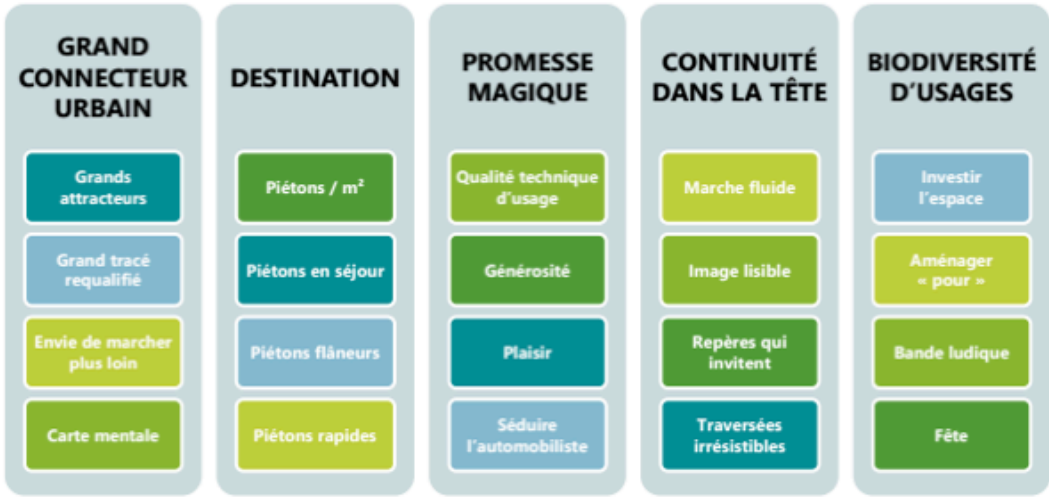 GRAND
CONNECTEUR
URBAIN
Grands
attracteurs
Grand tracé
requalifié
Envie de marcher
plus loin
Carte mentale
DESTINATION
Piétons / m²
Piétons en séjour
Piétons flâneurs
Piétons rapides
PROMESSE
MAGIQUE
Qualité technique
d'usage
Générosité
Plaisir
Séduire
l'automobiliste
CONTINUITÉ
DANS LA TÊTE
Marche fluide
Image lisible
Repères qui
invitent
Traversées
irrésistibles
BIODIVERSITÉ
D'USAGES
Investir
l'espace
Aménager
« pour »
Bande ludique
Fête